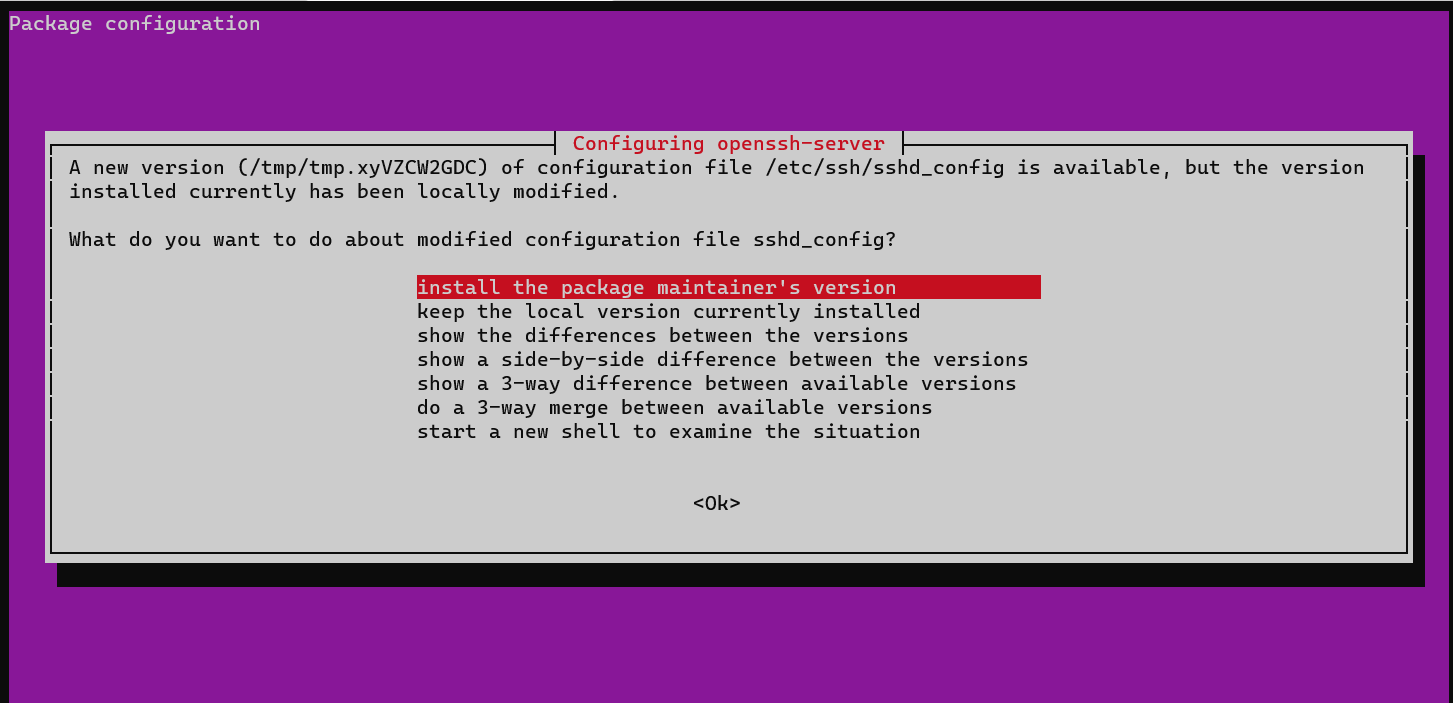 Package configuration
Configuring openssh-server
A new version (/tmp/tmp.xyVZCW2GDC) of configuration file /etc/ssh/sshd_config is available, but the version
installed currently has been locally modified.
What do you want to do about modified configuration file sshd_config?
install the package maintainer's version
keep the local version currently installed
show the differences between the versions
show a side-by-side difference between the versions
show a 3-way difference between available versions
do a 3-way merge between available versions
start a new shell to examine the situation
<Ok>